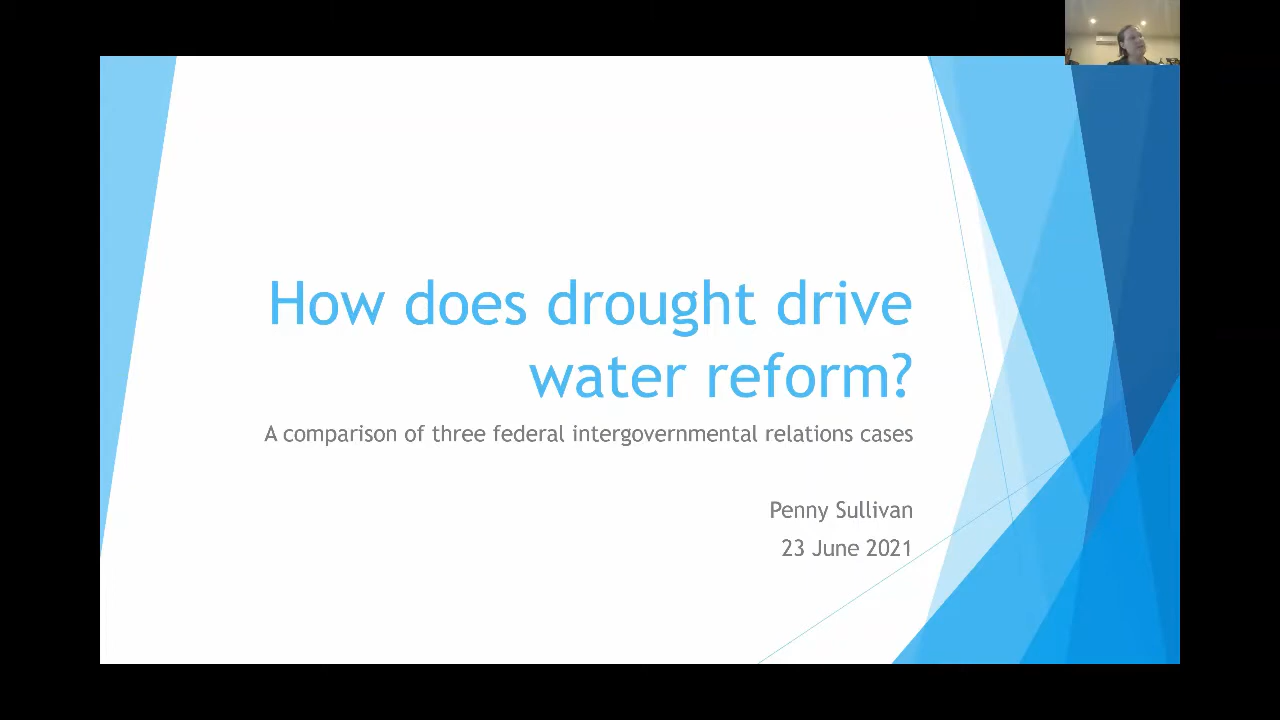 How does drought drive
water reform?
A comparison of three federal intergovernmental relations cases
Penny Sullivan
23 June 2021